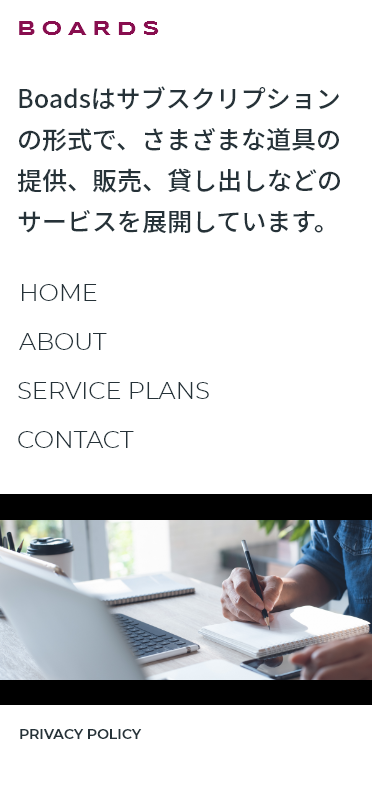 BOARDS
Boadsはサブスクリプション
の形式で、さまざまな道具の
提供、販売、貸し出しなどの
サービスを展開しています。
HOME
ABOUT
SERVICE PLANS
CONTACT
PRIVACY POLICY